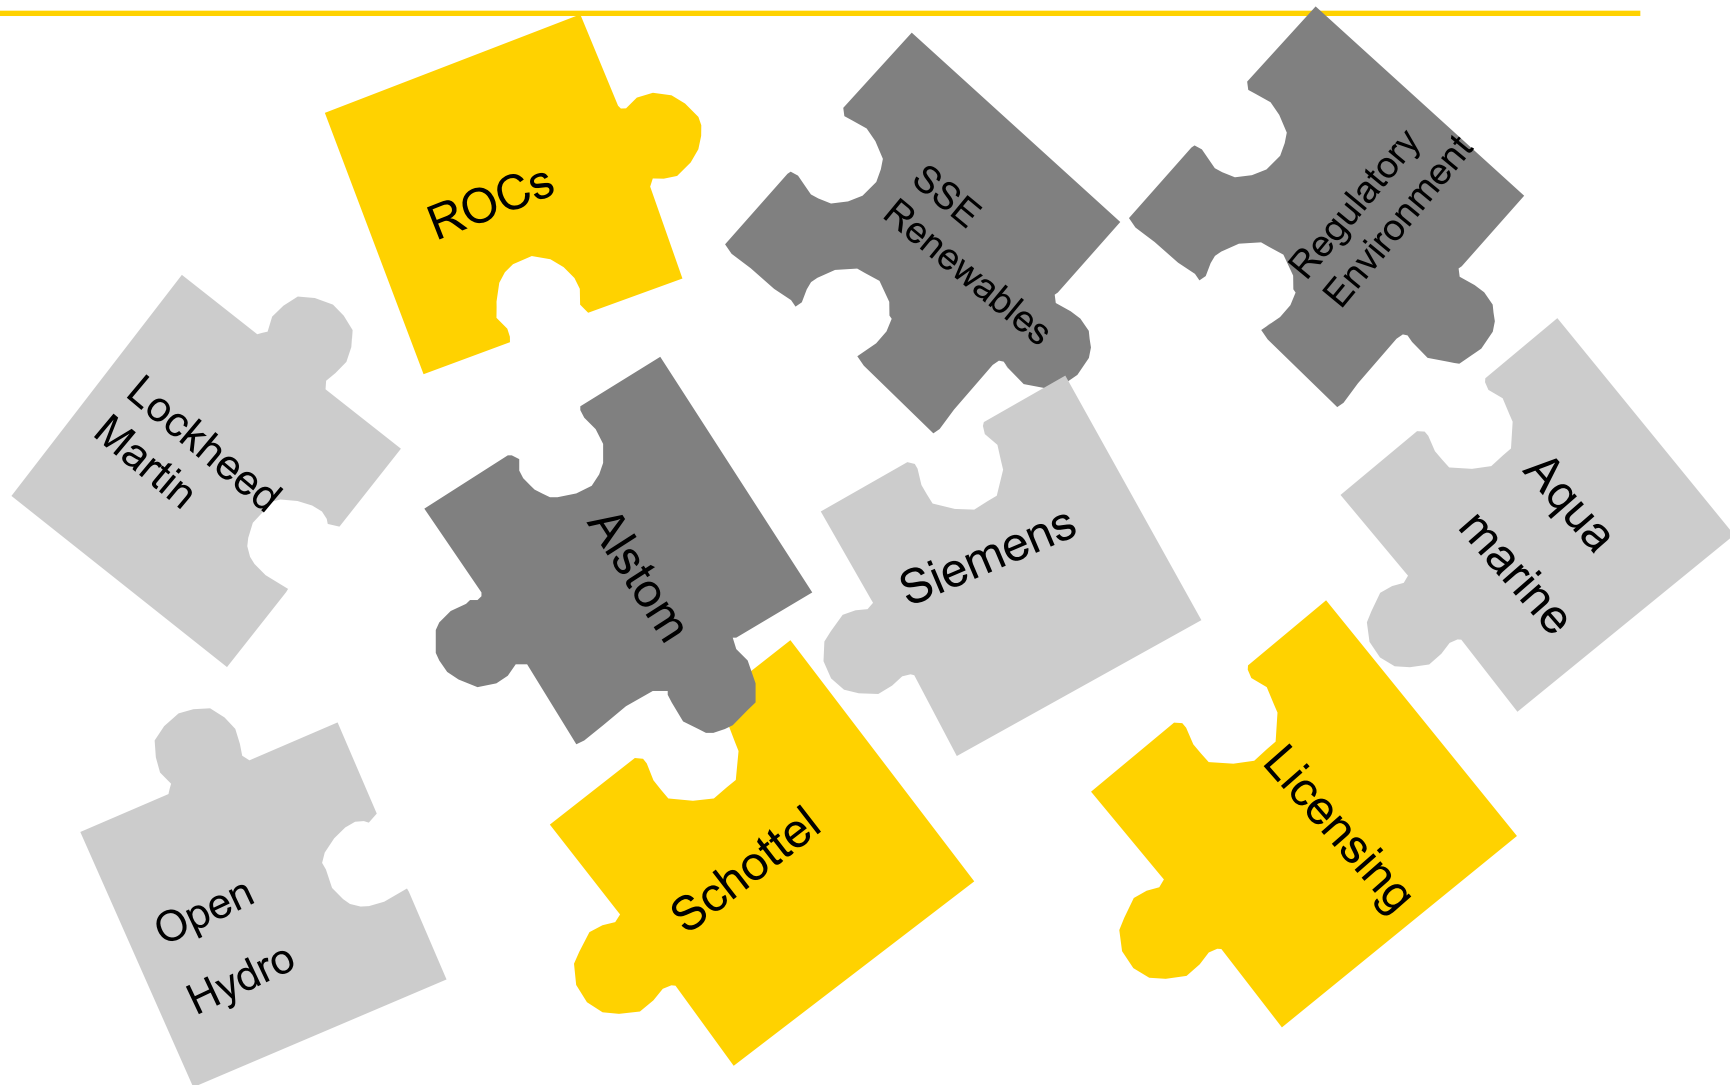 ROCs
SSE
Renewables
Regulatory
Environment
Lockheed
Martin
Alstom
Siemens
Aqua
marine
Open
Hydro
Schottel
Licensing